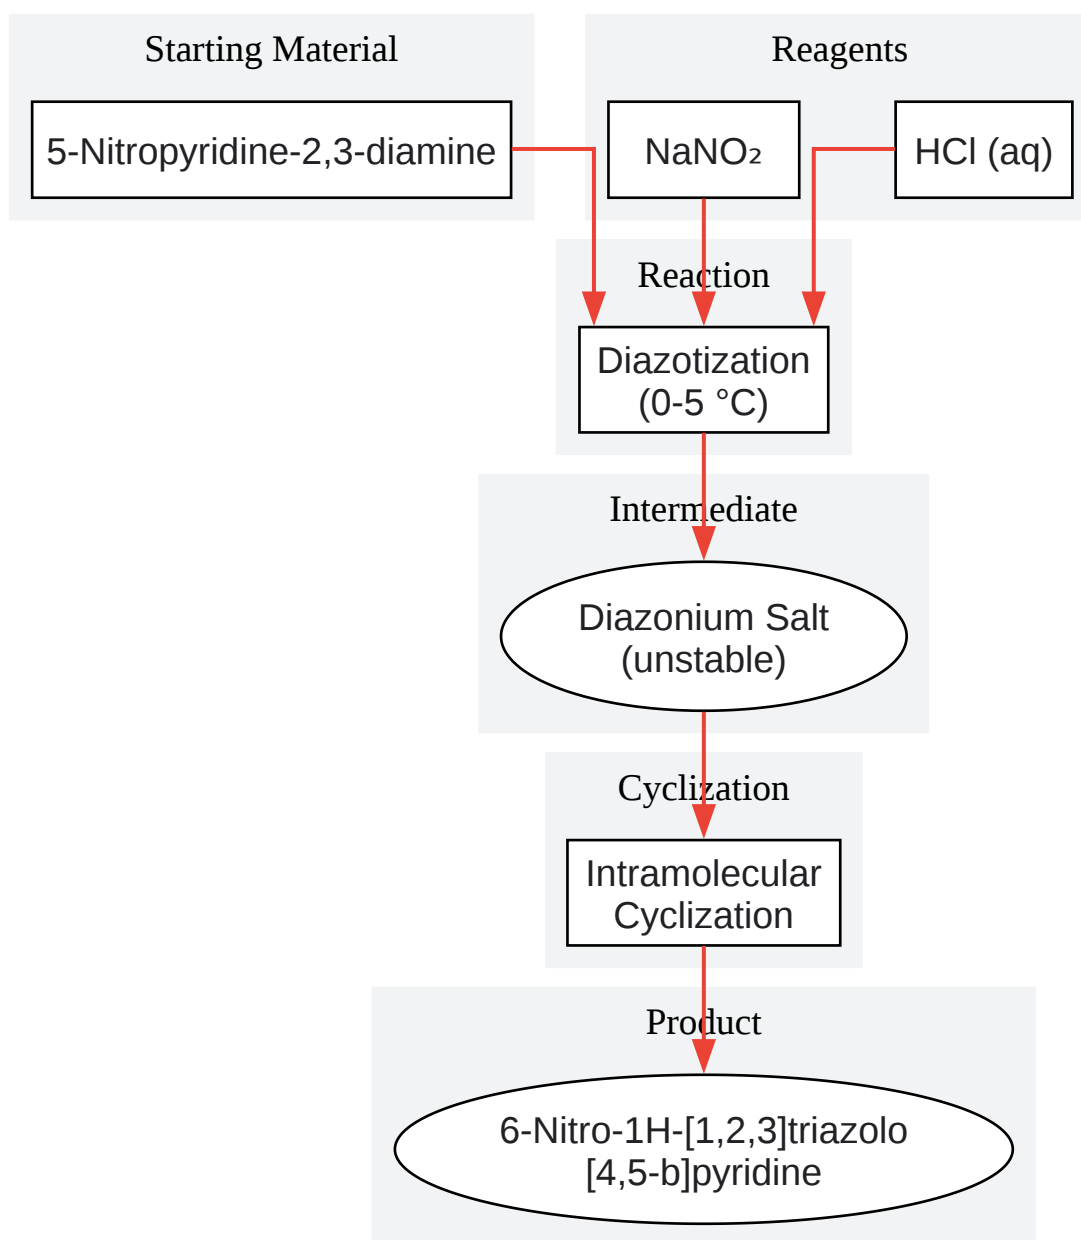 Starting Material
Reagents
5-Nitropyridine-2,3-diamine
NaNO₂
HCl (aq)
Reaction
Diazotization
(0-5 °C)
Intermediate
Diazonium Salt
(unstable)
Cyclization
Intramolecular
Cyclization
Product
6-Nitro-1H-[1,2,3]triazolo
[4,5-b]pyridine